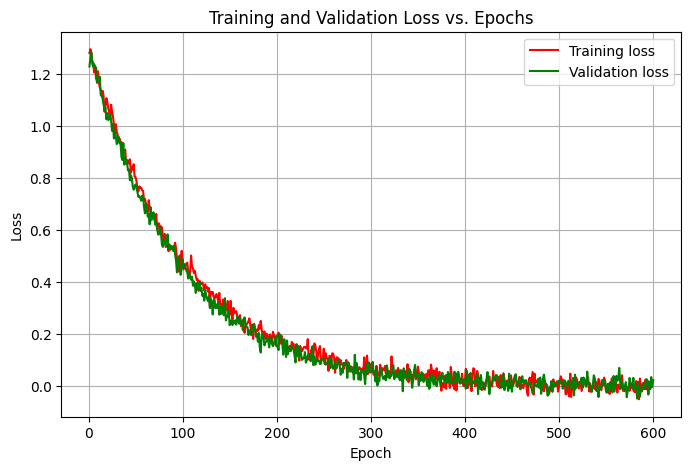 Training and Validation Loss vs. Epochs
Training loss
Validation loss
Loss
1.2
1.0
0.8
0.6
0.4
0.2
0.0
0 100 200 300 400 500 600
Epoch